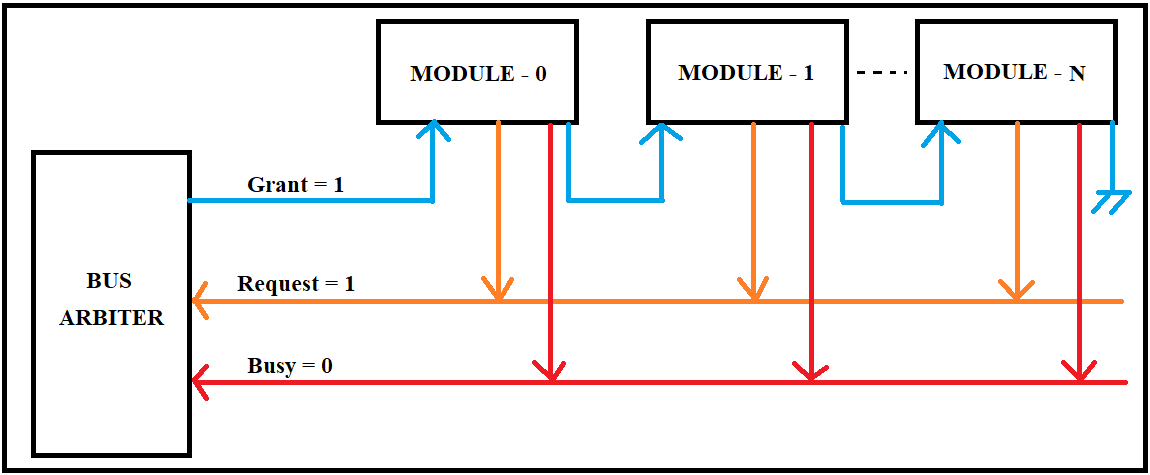 MODULE - 0
MODULE - 1
MODULE - N
Grant = 1
BUS
ARBITER
Request = 1
Busy = 0